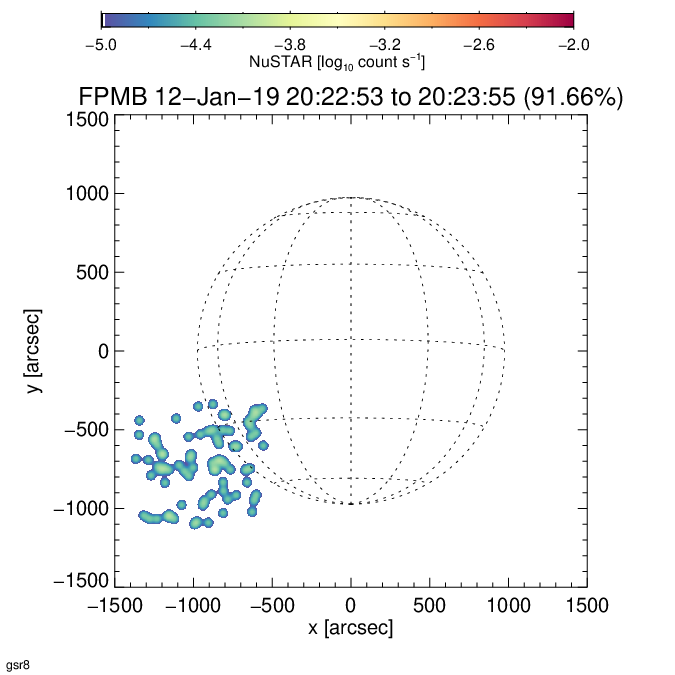 −5.0 −4.4 −3.8 −3.2 −2.6 −2.0
NuSTAR [log10 count s−1]
FPMB 12−Jan−19 20:22:53 to 20:23:55 (91.66%)
1500
1000
500
0
−500
−1000
−1500
y [arcsec]
−1500 −1000 −500 0 500 1000 1500
x [arcsec]
gsr8